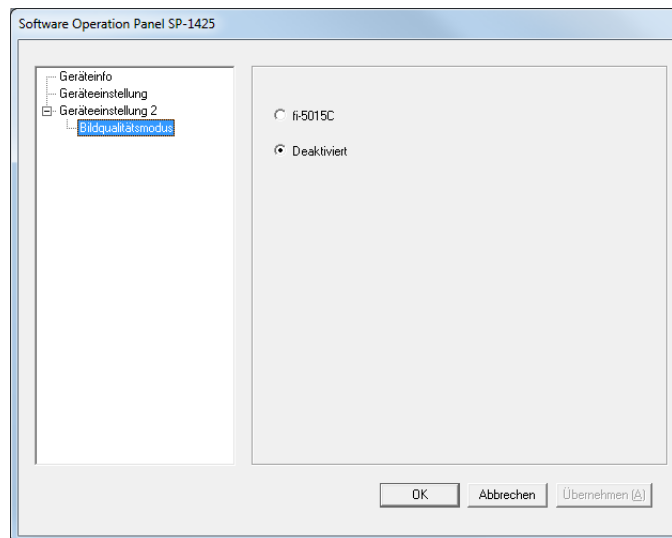 Software Operation Panel SP-1425
Geräteinfo
Geräteeinstellung
Geräteeinstellung 2
Bildqualitätsmodus
fi-5015C
Deaktiviert
OK
Abbrechen
Übernehmen (A)